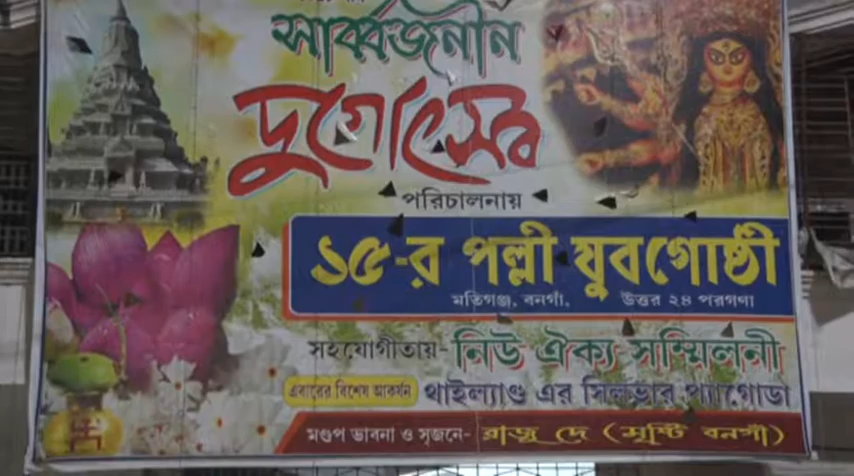 সার্ব্বজনীন
দুর্গোৎসব
পরিচালনায়
১৫-র পল্লী যুবগোষ্ঠী
মতিগঞ্জ, বনগাঁ, উত্তর ২৪ পরগণা
সহযোগীতায়- নিউ ঐক্য সম্মিলনী
এবারের বিশেষ আকর্ষন থাইল্যাণ্ড এর সিলভার প্যাগোডা
মণ্ডপ ভাবনা ও সৃজনে- রাজু দে (সৃষ্টি বনগাঁ)